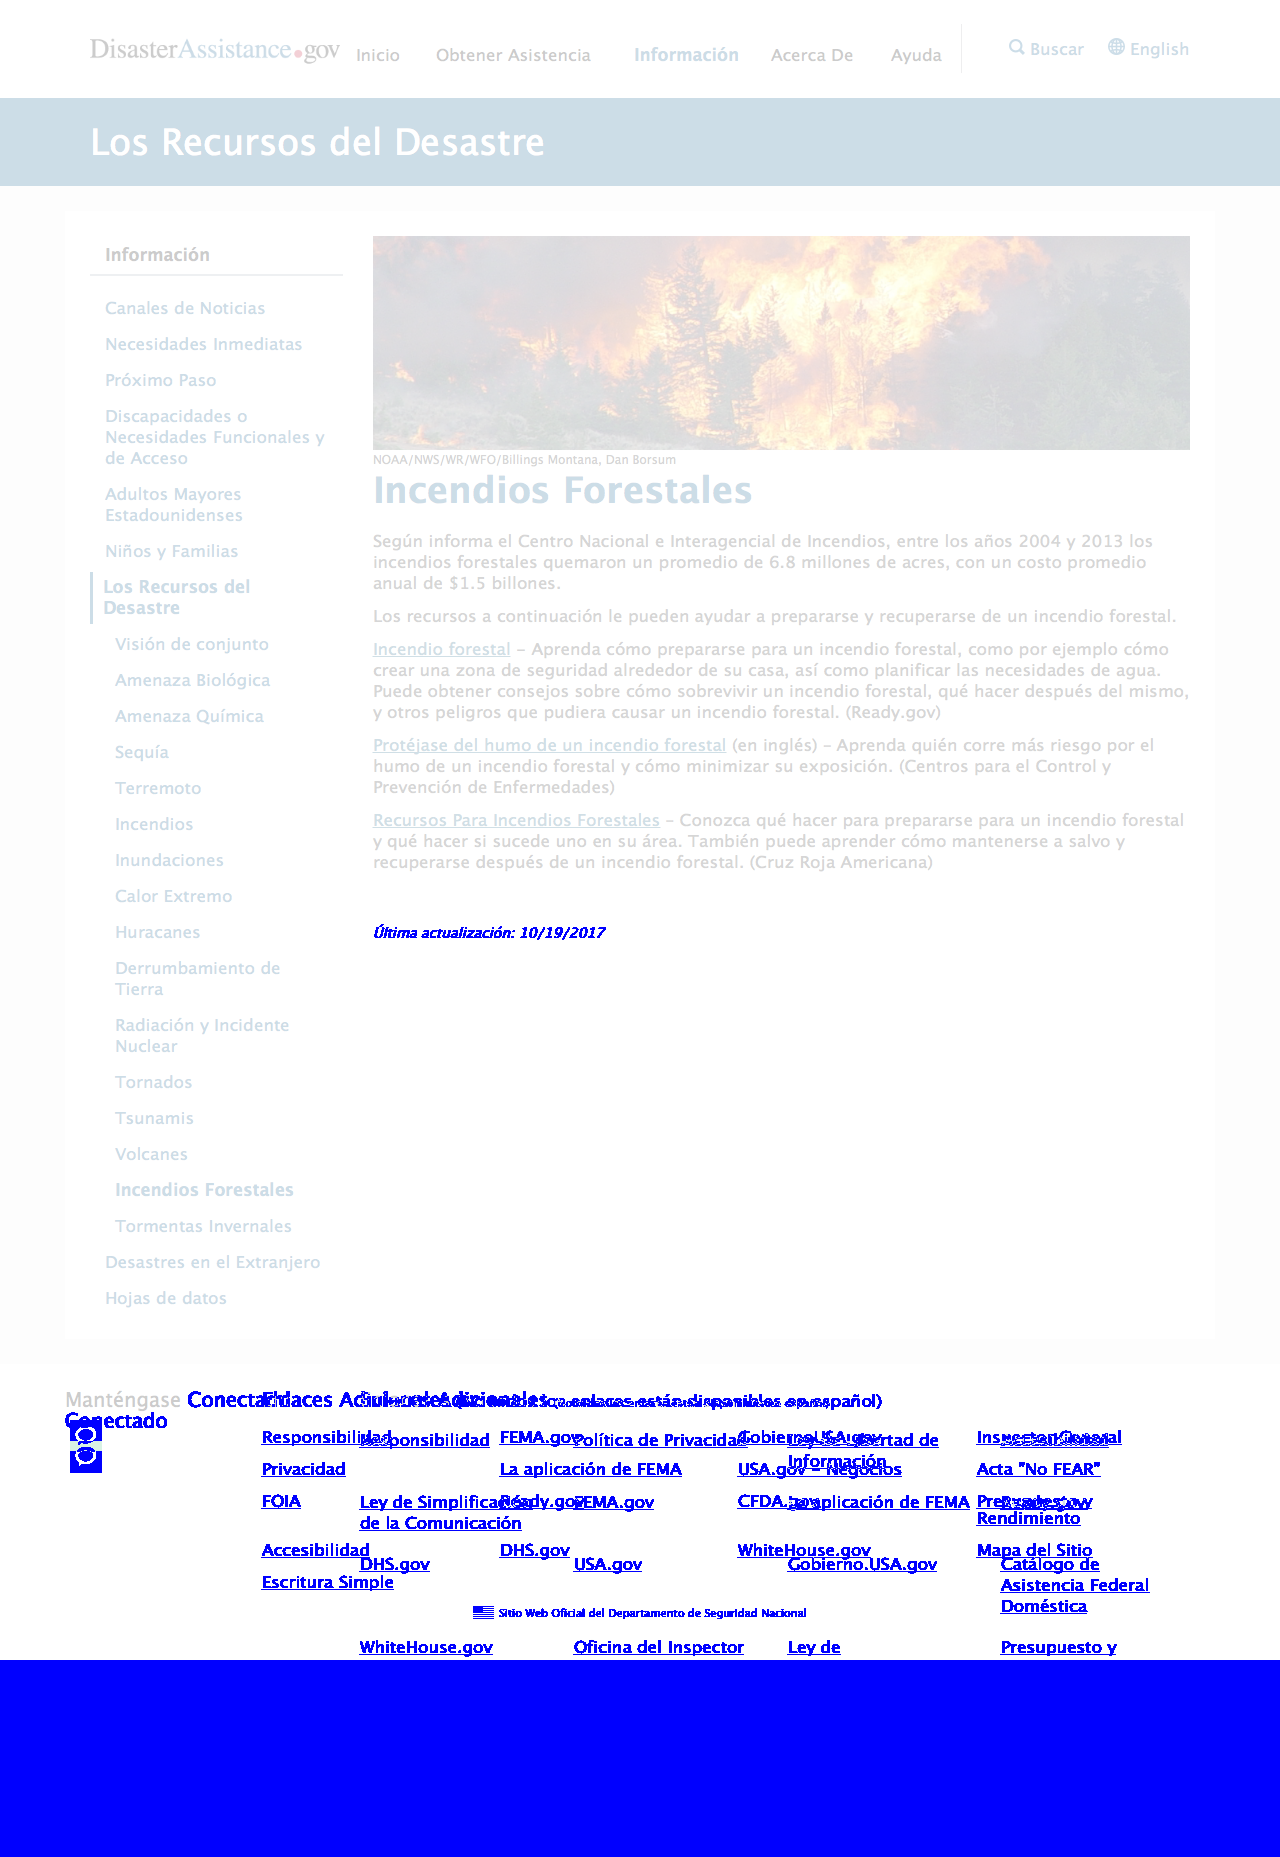 DisasterAssistance.gov
Inicio Obtener Asistencia Información Acerca De Ayuda Buscar English
Los Recursos del Desastre
Información
Canales de Noticias
Necesidades Inmediatas
Próximo Paso
Discapacidades o
Necesidades Funcionales y
de Acceso
Adultos Mayores
Estadounidenses
Niños y Familias
Los Recursos del
Desastre
Visión de conjunto
Amenaza Biológica
Amenaza Química
Sequía
Terremoto
Incendios
Inundaciones
Calor Extremo
Huracanes
Derrumbamiento de
Tierra
Radiación y Incidente
Nuclear
Tornados
Tsunamis
Volcanes
Incendios Forestales
Tormentas Invernales
Desastres en el Extranjero
Hojas de datos
NOAA/NWS/WR/WFO/Billings Montana, Dan Borsum
Incendios Forestales
Según informa el Centro Nacional e Interagencial de Incendios, entre los años 2004 y 2013 los
incendios forestales quemaron un promedio de 6.8 millones de acres, con un costo promedio
anual de $1.5 billones.
Los recursos a continuación le pueden ayudar a prepararse y recuperarse de un incendio forestal.
Incendio forestal – Aprenda cómo prepararse para un incendio forestal, como por ejemplo cómo
crear una zona de seguridad alrededor de su casa, así como planificar las necesidades de agua.
Puede obtener consejos sobre cómo sobrevivir un incendio forestal, qué hacer después del mismo,
y otros peligros que pudiera causar un incendio forestal. (Ready.gov)
Protéjase del humo de un incendio forestal (en inglés) – Aprenda quién corre más riesgo por el
humo de un incendio forestal y cómo minimizar su exposición. (Centros para el Control y
Prevención de Enfermedades)
Recursos Para Incendios Forestales – Conozca qué hacer para prepararse para un incendio forestal
y qué hacer si sucede uno en su área. También puede aprender cómo mantenerse a salvo y
recuperarse después de un incendio forestal. (Cruz Roja Americana)
Última actualización: 10/19/2017
Manténgase
Conectado
enlaces están disponibles en español)
Responsibilidad FEMA.gov Gobierno.USA.gov Inspector General
Responsibilidad Política de Privacidad Ley de Libertad de
Información
Privacidad La aplicación de FEMA USA.gov – Negocios Acta "No FEAR"
FOIA Ready.gov CFDA.gov
Rendimiento
Ley de Simplificación FEMA.gov La aplicación de FEMA Ready.gov
de la Comunicación
Accesibilidad DHS.gov WhiteHouse.gov Mapa del Sitio
DHS.gov USA.gov Gobierno.USA.gov Catálogo de
Asistencia Federal
Doméstica
Escritura Simple
Sitio Web Oficial del Departamento de Seguridad Nacional
WhiteHouse.gov Oficina del Inspector Ley de Presupuesto y